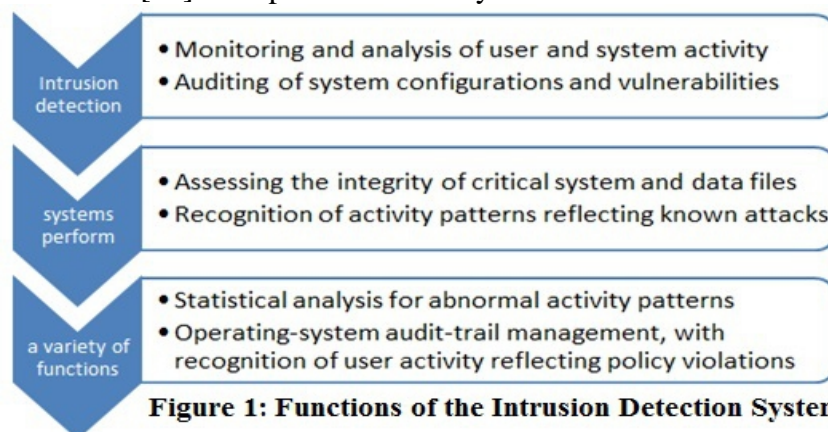 Intrusion
detection
• Monitoring and analysis of user and system activity
• Auditing of system configurations and vulnerabilities
systems
perform
• Assessing the integrity of critical system and data files
• Recognition of activity patterns reflecting known attacks
a variety of
functions
• Statistical analysis for abnormal activity patterns
• Operating-system audit-trail management, with
recognition of user activity reflecting policy violations
Figure 1: Functions of the Intrusion Detection System